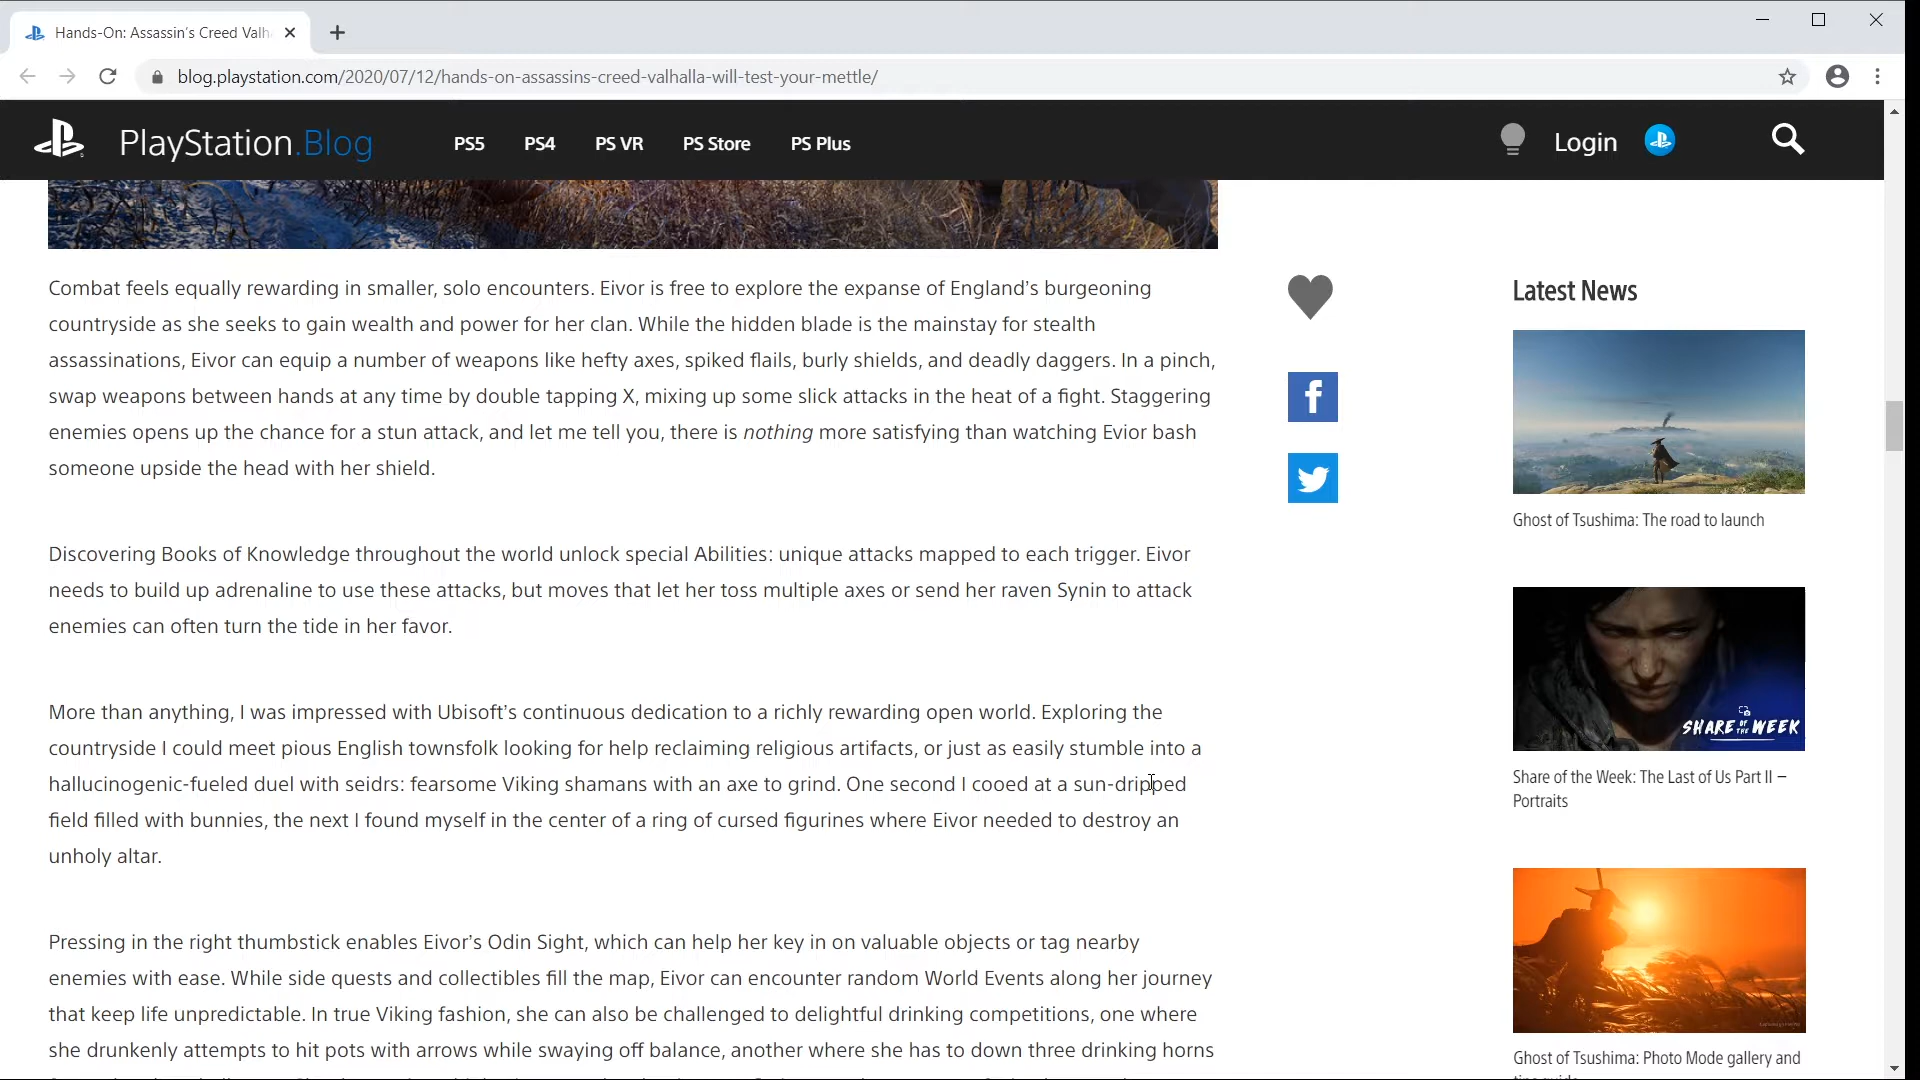 Hands-On: Assassin's Creed Valh
blog.playstation.com/2020/07/12/hands-on-assassins-creed-valhalla-will-test-your-mettle/
PlayStation.Blog
PS5
PS4
PS VR
PS Store
PS Plus
Login
Combat feels equally rewarding in smaller, solo encounters. Eivor is free to explore the expanse of England’s burgeoning
countryside as she seeks to gain wealth and power for her clan. While the hidden blade is the mainstay for stealth
assassinations, Eivor can equip a number of weapons like hefty axes, spiked flails, burly shields, and deadly daggers. In a pinch,
swap weapons between hands at any time by double tapping X, mixing up some slick attacks in the heat of a fight. Staggering
enemies opens up the chance for a stun attack, and let me tell you, there is nothing more satisfying than watching Evior bash
someone upside the head with her shield.
Discovering Books of Knowledge throughout the world unlock special Abilities: unique attacks mapped to each trigger. Eivor
needs to build up adrenaline to use these attacks, but moves that let her toss multiple axes or send her raven Synin to attack
enemies can often turn the tide in her favor.
More than anything, I was impressed with Ubisoft’s continuous dedication to a richly rewarding open world. Exploring the
countryside I could meet pious English townsfolk looking for help reclaiming religious artifacts, or just as easily stumble into a
hallucinogenic-fueled duel with seidrs: fearsome Viking shamans with an axe to grind. One second I cooed at a sun-dripped
field filled with bunnies, the next I found myself in the center of a ring of cursed figurines where Eivor needed to destroy an
unholy altar.
Pressing in the right thumbstick enables Eivor’s Odin Sight, which can help her key in on valuable objects or tag nearby
enemies with ease. While side quests and collectibles fill the map, Eivor can encounter random World Events along her journey
that keep life unpredictable. In true Viking fashion, she can also be challenged to delightful drinking competitions, one where
she drunkenly attempts to hit pots with arrows while swaying off balance, another where she has to down three drinking horns
Latest News
Ghost of Tsushima: The road to launch
SHARE OF THE WEEK
Share of the Week: The Last of Us Part II –
Portraits
Ghost of Tsushima: Photo Mode gallery and